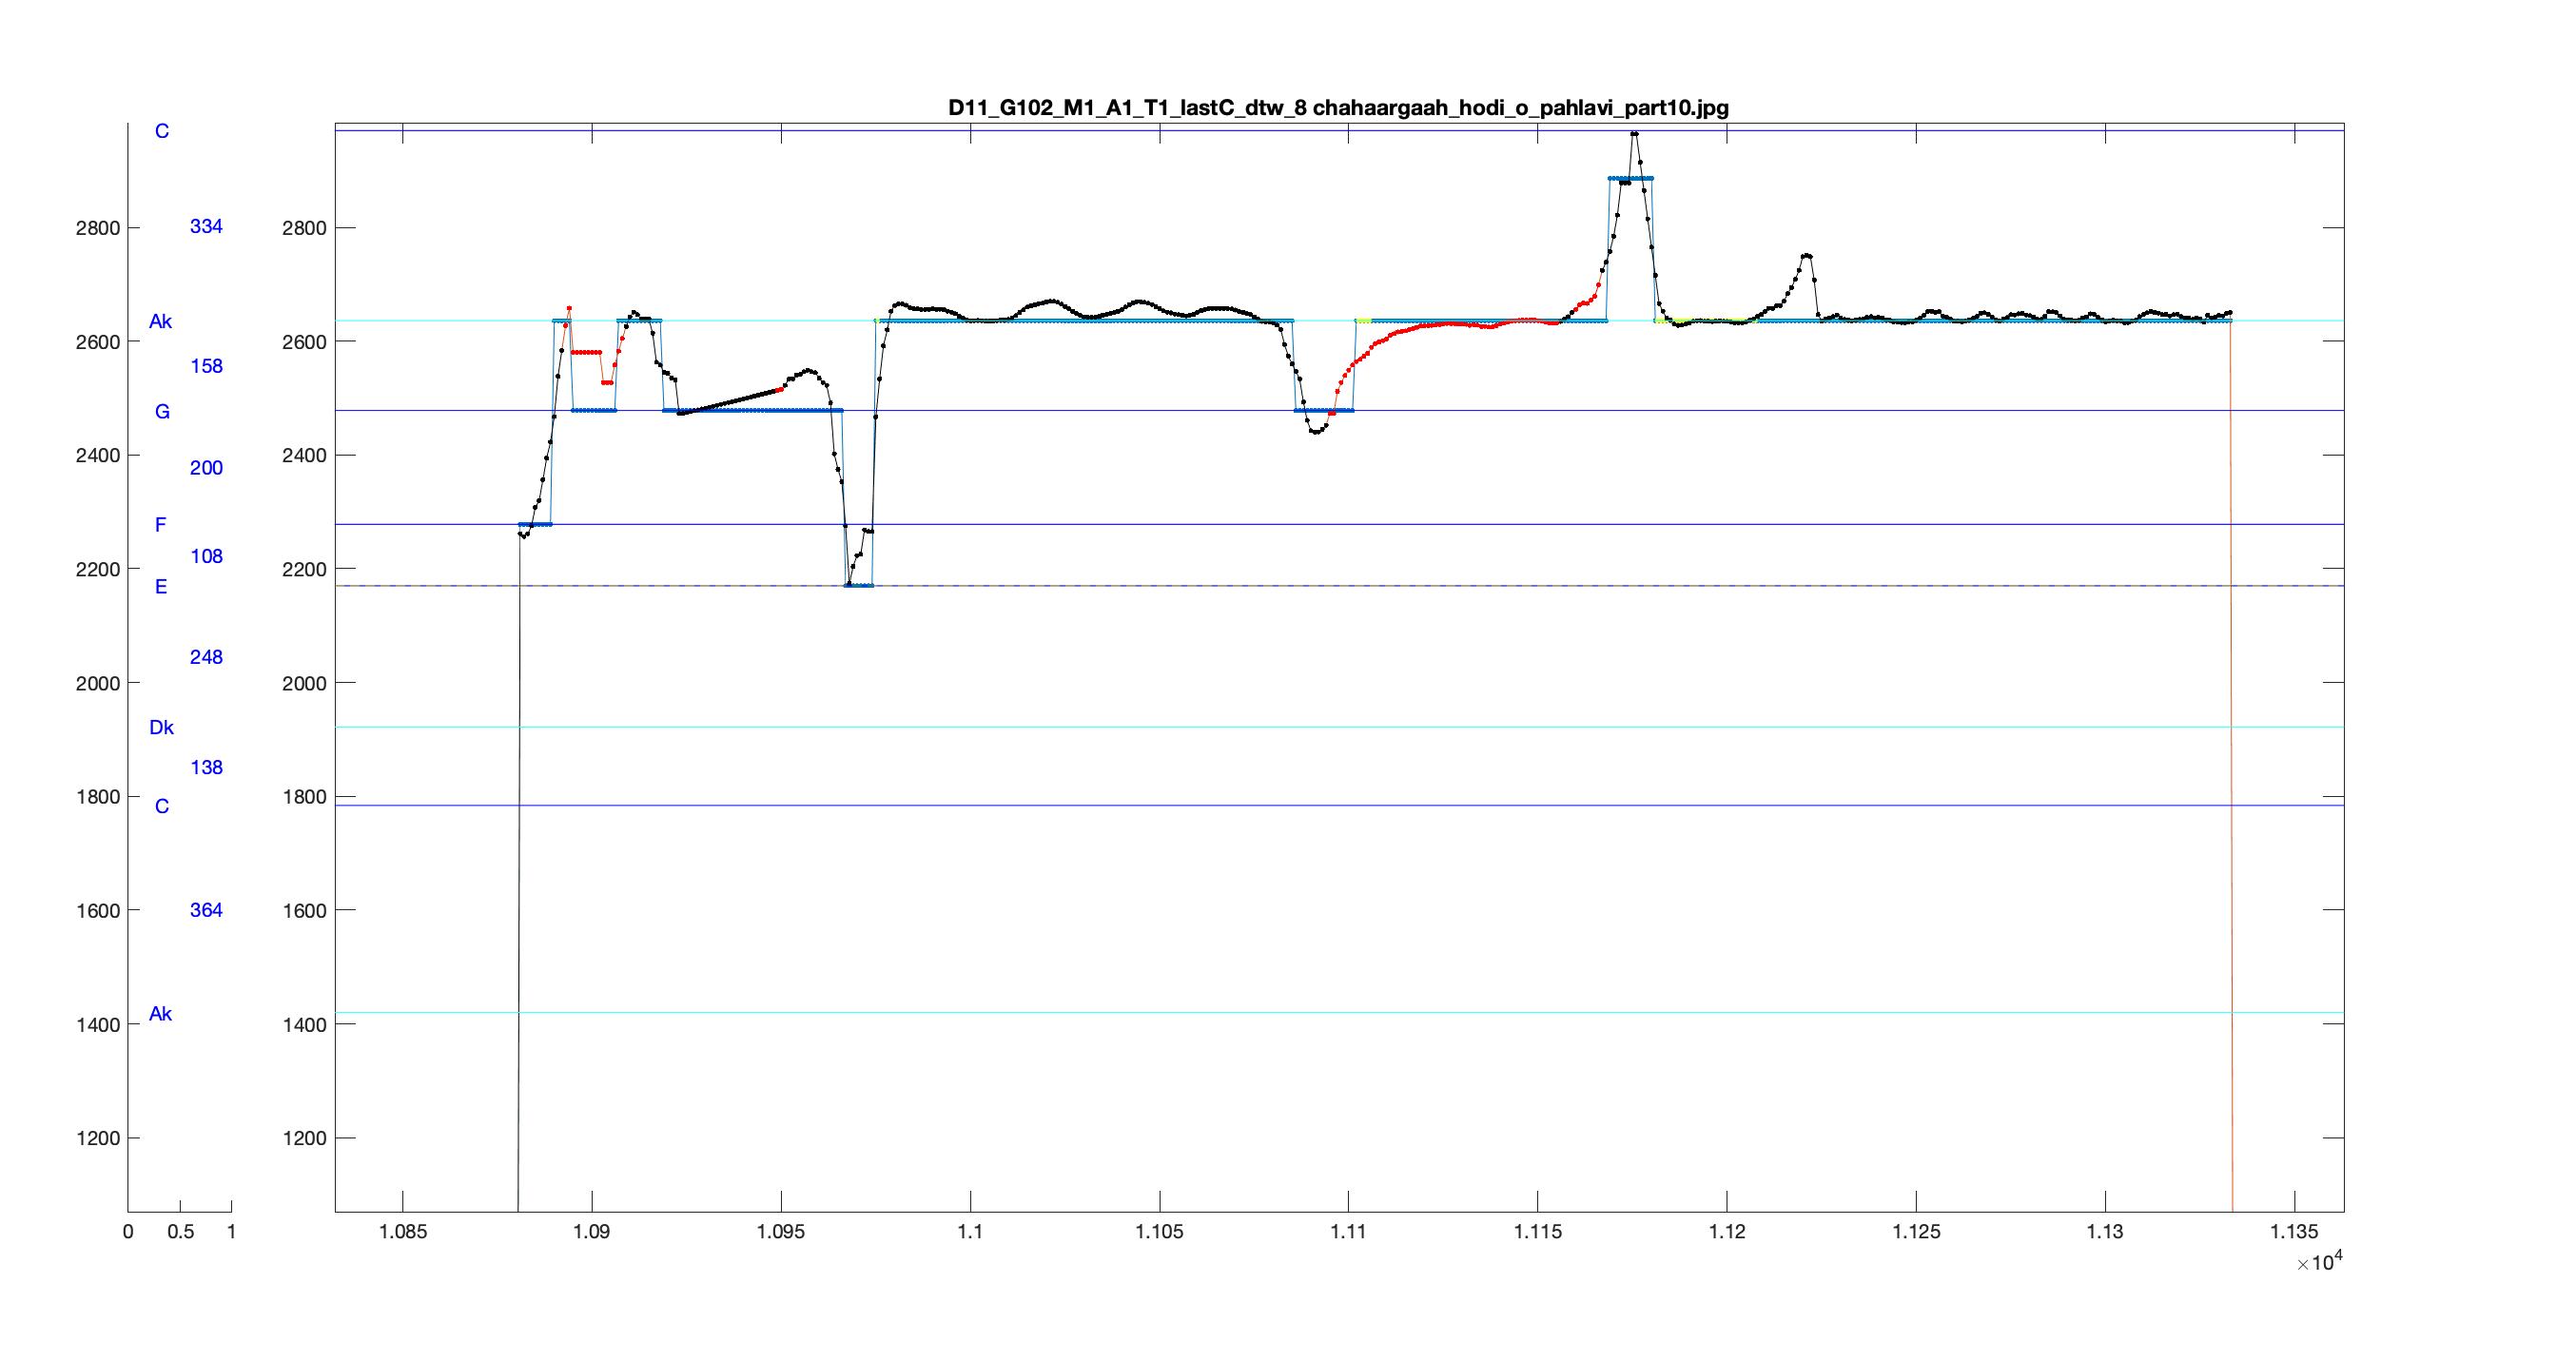 D11_G102_M1_A1_T1_lastC_dtw_8 chahaargaah_hodi_o_pahlavi_part10.jpg
C
2800 334 2800
Ak
2600 2600
158
G
2400 200 2400
F
108
2200 2200
E
248
2000 2000
Dk
138
1800 C 1800
1600 364 1600
Ak
1400 1400
1200 1200
0 0.5 1 1.085 1.09 1.095 1.1 1.105 1.11 1.115 1.12 1.125 1.13 1.135
×10^4